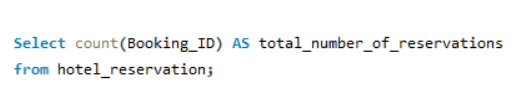 Select count(Booking_ID) AS total_number_of_reservations
from hotel_reservation;